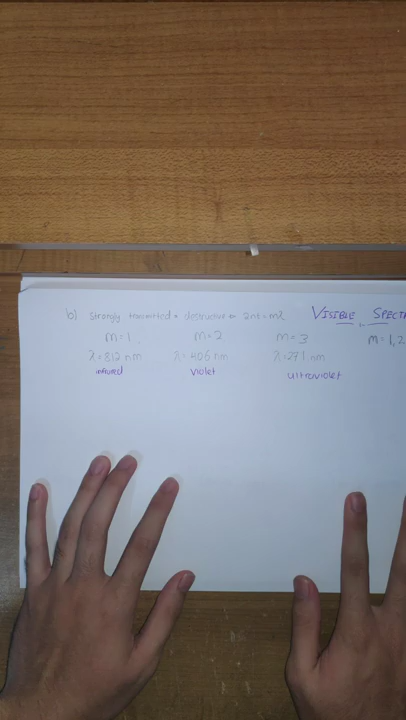 b) Strongly transmitted → destructive → 2nt = mλ
VISIBLE SPECTR
m = 1, 2
m = 1
m = 2
m = 3
λ = 812 nm
λ = 406 nm
λ = 271 nm
infrared
violet
ultraviolet